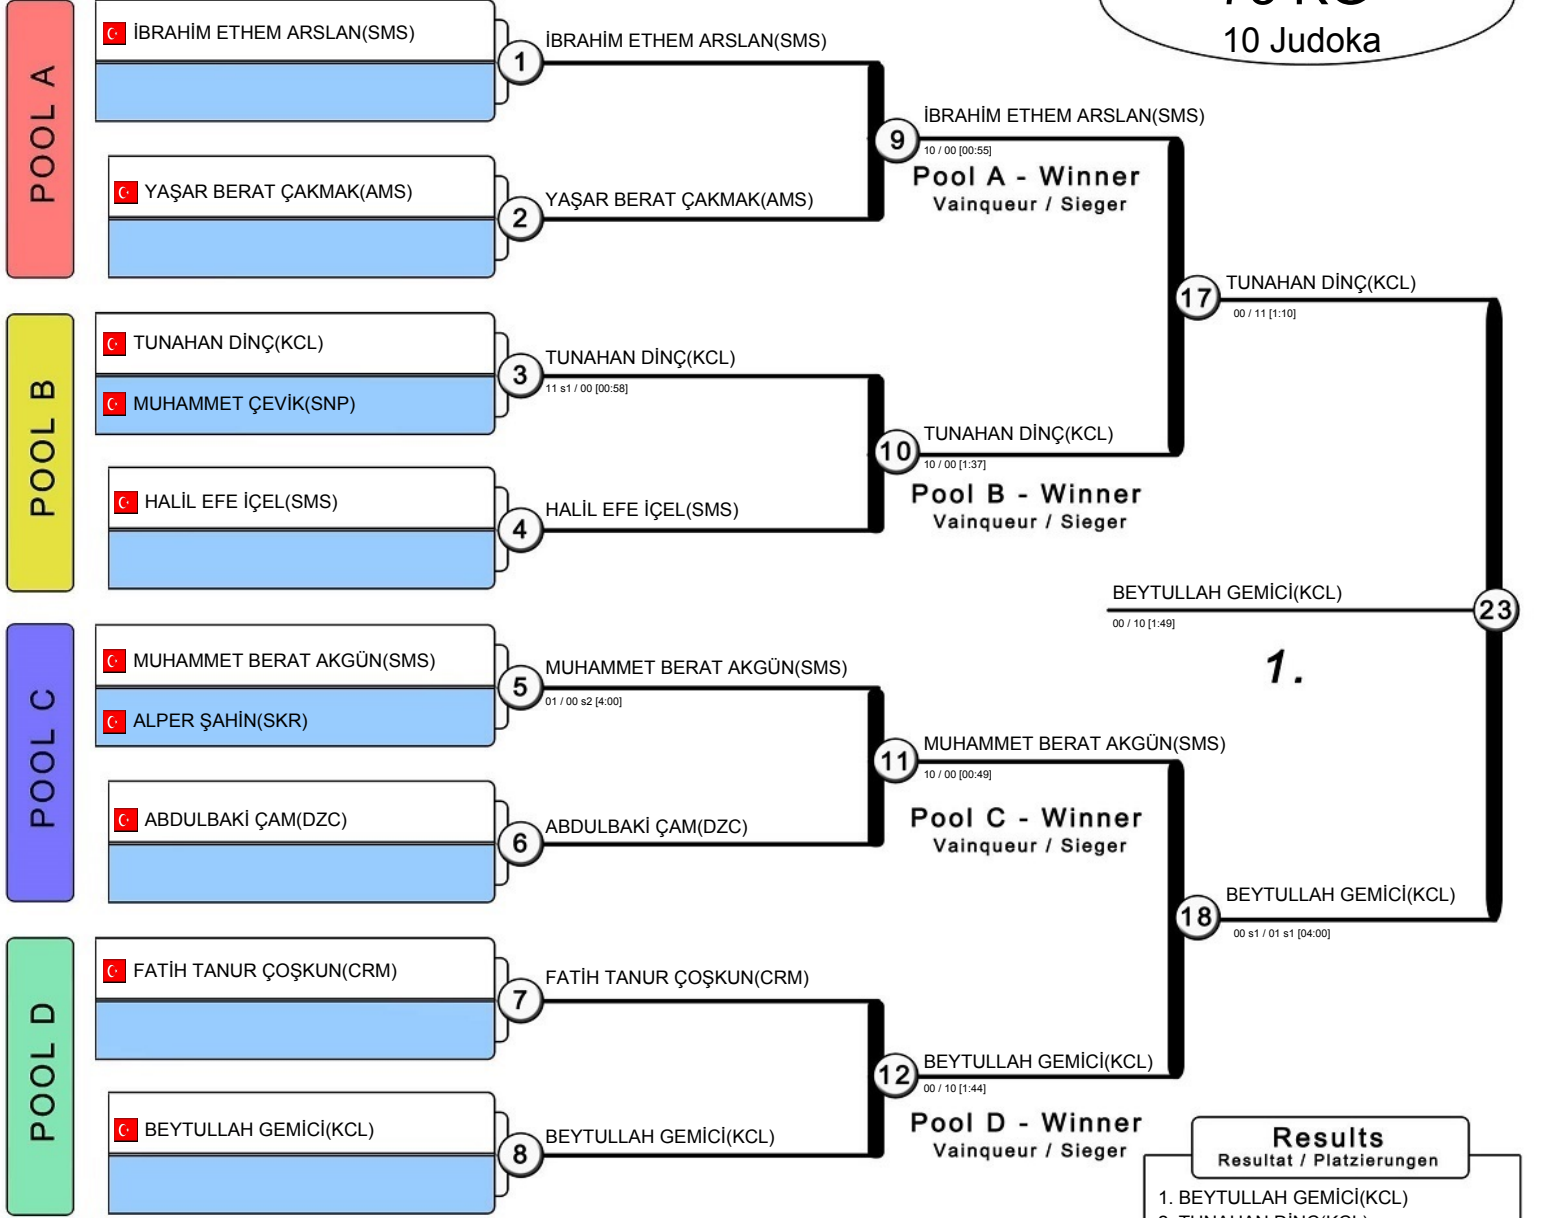 KG
10 Judoka
POOL A
İBRAHİM ETHEM ARSLAN(SMS)
1
İBRAHİM ETHEM ARSLAN(SMS)
YAŞAR BERAT ÇAKMAK(AMS)
2
YAŞAR BERAT ÇAKMAK(AMS)
9
İBRAHİM ETHEM ARSLAN(SMS)
10 / 00 [00:55]
Pool A - Winner
Vainqueur / Sieger
POOL B
TUNAHAN DİNÇ(KCL)
MUHAMMET ÇEVİK(SNP)
3
TUNAHAN DİNÇ(KCL)
11 s1 / 00 [00:58]
HALİL EFE İÇEL(SMS)
4
HALİL EFE İÇEL(SMS)
10
TUNAHAN DİNÇ(KCL)
10 / 00 [1:37]
Pool B - Winner
Vainqueur / Sieger
17
TUNAHAN DİNÇ(KCL)
00 / 11 [1:10]
POOL C
MUHAMMET BERAT AKGÜN(SMS)
ALPER ŞAHİN(SKR)
5
MUHAMMET BERAT AKGÜN(SMS)
01 / 00 s2 [4:00]
ABDULBAKİ ÇAM(DZC)
6
ABDULBAKİ ÇAM(DZC)
11
MUHAMMET BERAT AKGÜN(SMS)
10 / 00 [00:49]
Pool C - Winner
Vainqueur / Sieger
POOL D
FATİH TANUR ÇOŞKUN(CRM)
7
FATİH TANUR ÇOŞKUN(CRM)
BEYTULLAH GEMİCİ(KCL)
8
BEYTULLAH GEMİCİ(KCL)
12
BEYTULLAH GEMİCİ(KCL)
00 / 10 [1:44]
Pool D - Winner
Vainqueur / Sieger
18
BEYTULLAH GEMİCİ(KCL)
00 s1 / 01 s1 [04:00]
BEYTULLAH GEMİCİ(KCL)
23
00 / 10 [1:49]
1.
Results
Resultat / Platzierungen
1. BEYTULLAH GEMİCİ(KCL)
2. TUNAHAN DİNÇ(KCL)